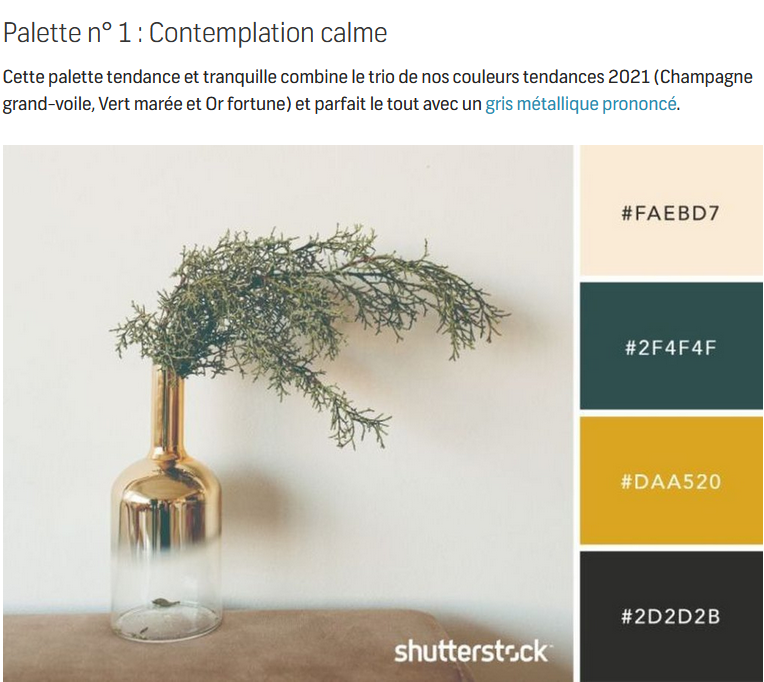 Palette n° 1 : Contemplation calme
Cette palette tendance et tranquille combine le trio de nos couleurs tendances 2021 (Champagne
grand-voile, Vert marée et Or fortune) et parfait le tout avec un gris métallique prononcé.
#FAEBD7
#2F4F4F
#DAA520
#2D2D2B
shutterstock